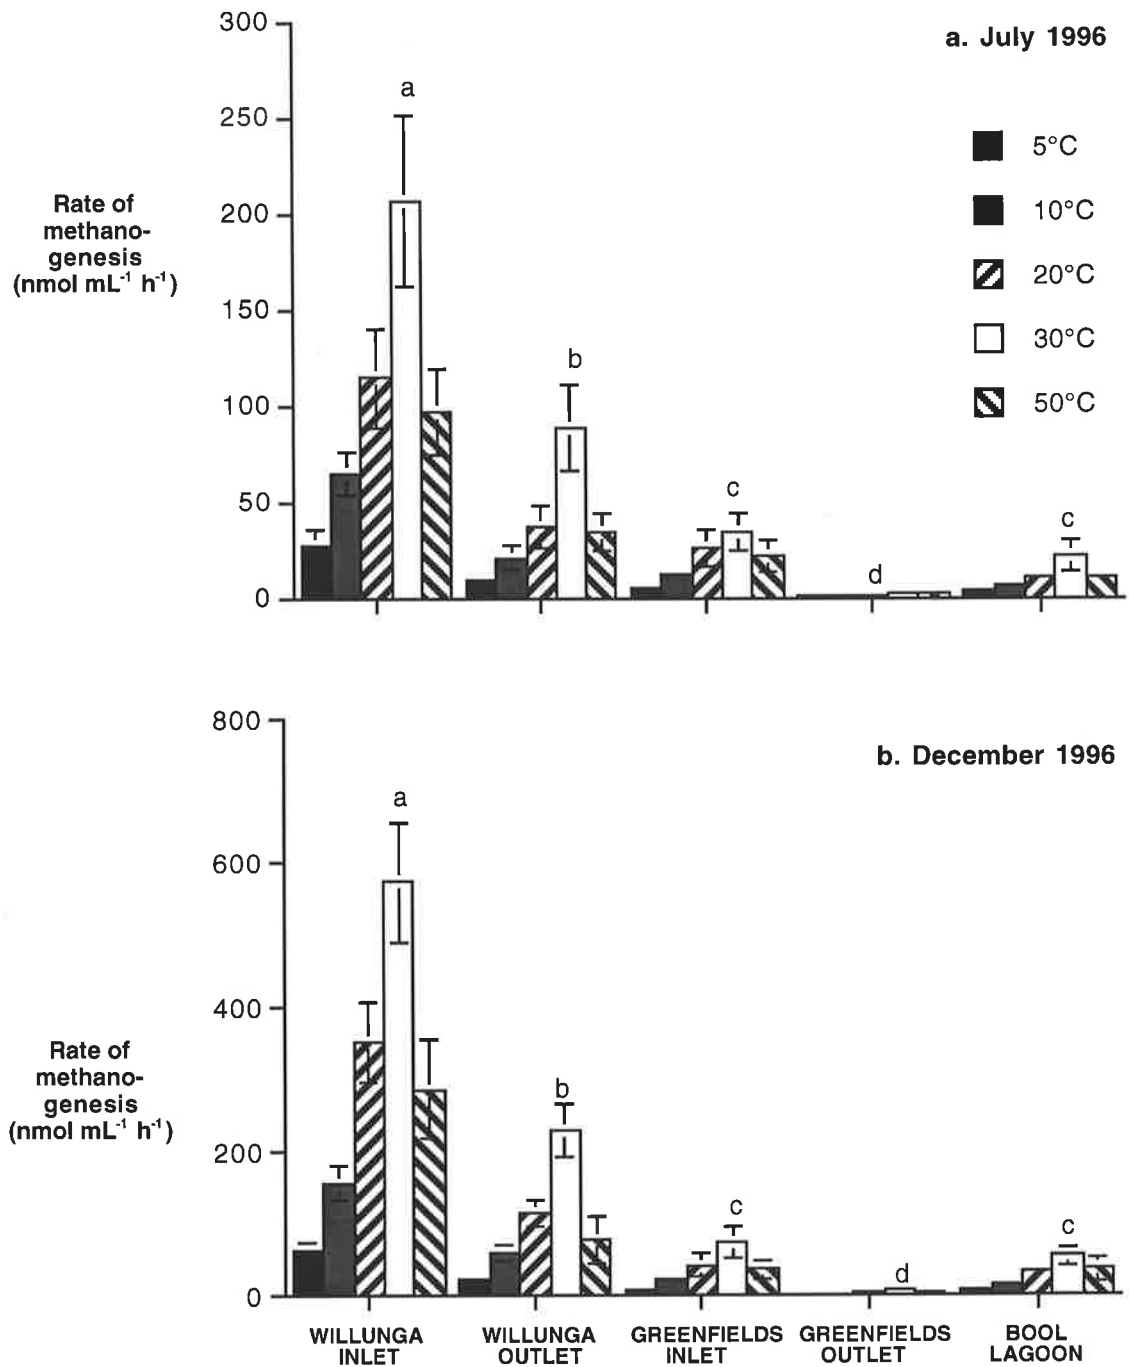 300
a. July 1996
250
200
150
100
50
0
Rate of
methano-
genesis
(nmol mL⁻¹ h⁻¹)
5°C
10°C
20°C
30°C
50°C
a
b
c
d
c
800
b. December 1996
600
400
200
0
Rate of
methano-
genesis
(nmol mL⁻¹ h⁻¹)
a
b
c
d
c
WILLUNGA
INLET
WILLUNGA
OUTLET
GREENFIELDS
INLET
GREENFIELDS
OUTLET
BOOL
LAGOON